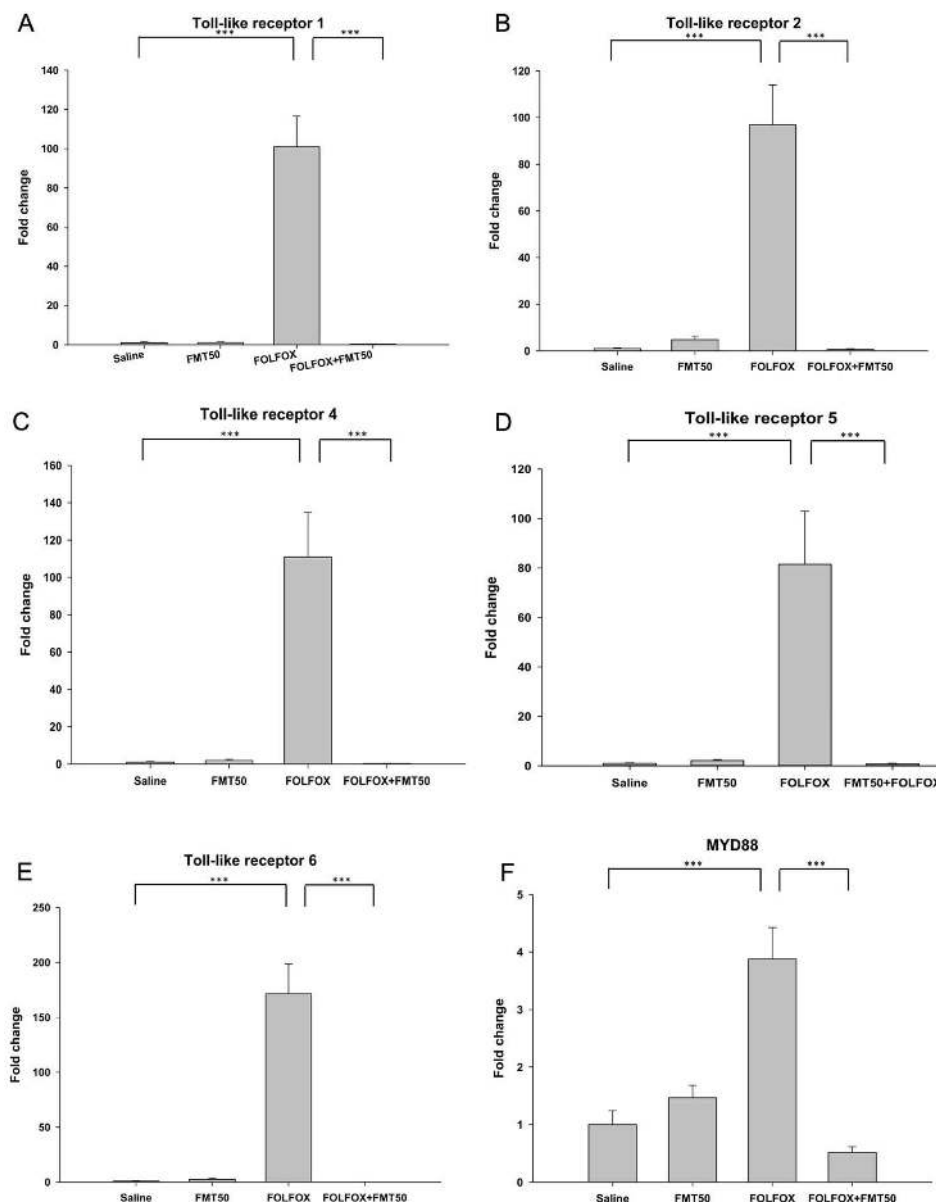 A
Toll-like receptor 1
*** ***
140
120
100
80
60
40
20
0
Fold change
Saline FMT50 FOLFOX FOLFOX+FMT50
B
Toll-like receptor 2
*** ***
120
100
80
60
40
20
0
Fold change
Saline FMT50 FOLFOX FOLFOX+FMT50
C
Toll-like receptor 4
*** ***
160
140
120
100
80
60
40
20
0
Fold change
Saline FMT50 FOLFOX FOLFOX+FMT50
D
Toll-like receptor 5
*** ***
120
100
80
60
40
20
0
Fold change
Saline FMT50 FOLFOX FMT50+FOLFOX
E
Toll-like receptor 6
*** ***
250
200
150
100
50
0
Fold change
Saline FMT50 FOLFOX FOLFOX+FMT50
F
MYD88
*** ***
5
4
3
2
1
0
Fold change
Saline FMT50 FOLFOX FOLFOX+FMT50